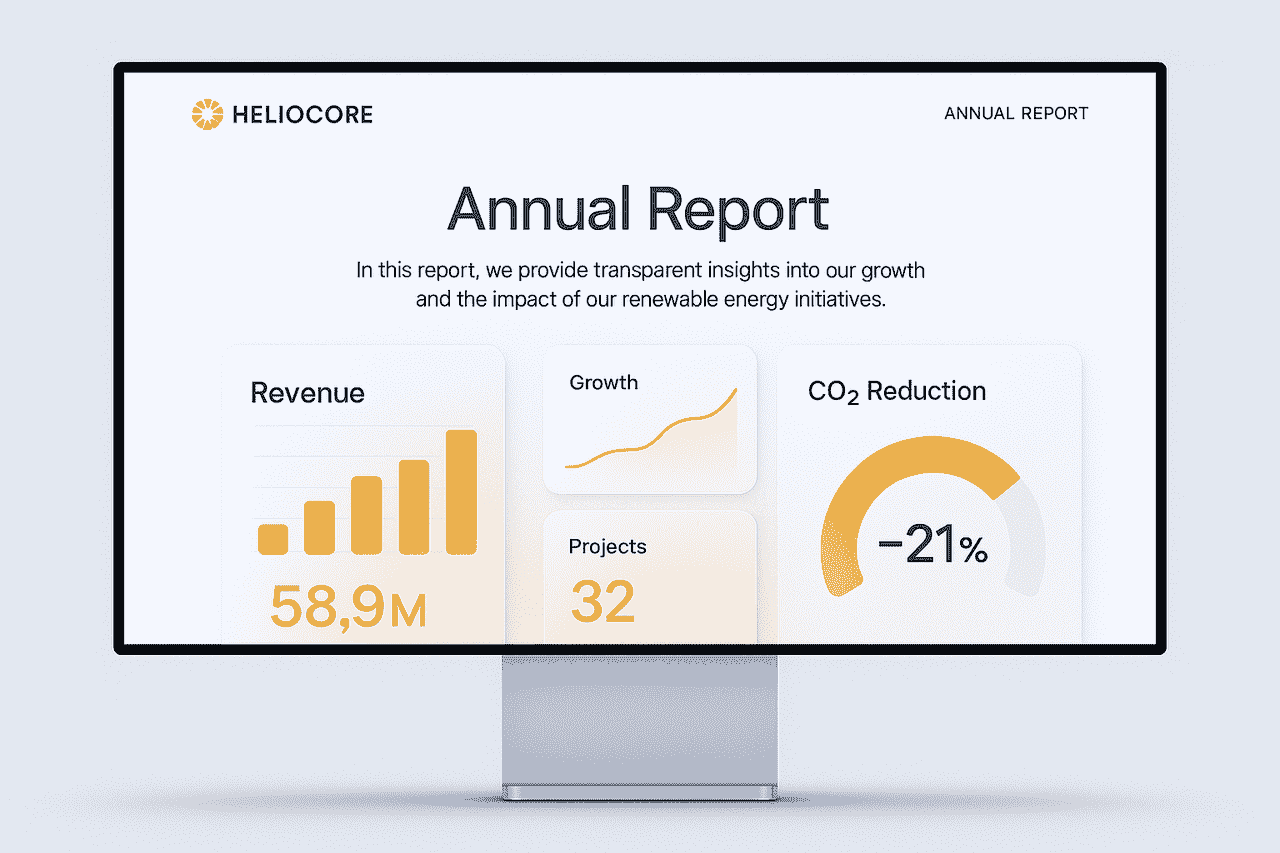 HELIOCORE
ANNUAL REPORT
Annual Report
In this report, we provide transparent insights into our growth
and the impact of our renewable energy initiatives.
Revenue
58,9M
Growth
Projects
32
CO₂ Reduction
−21%